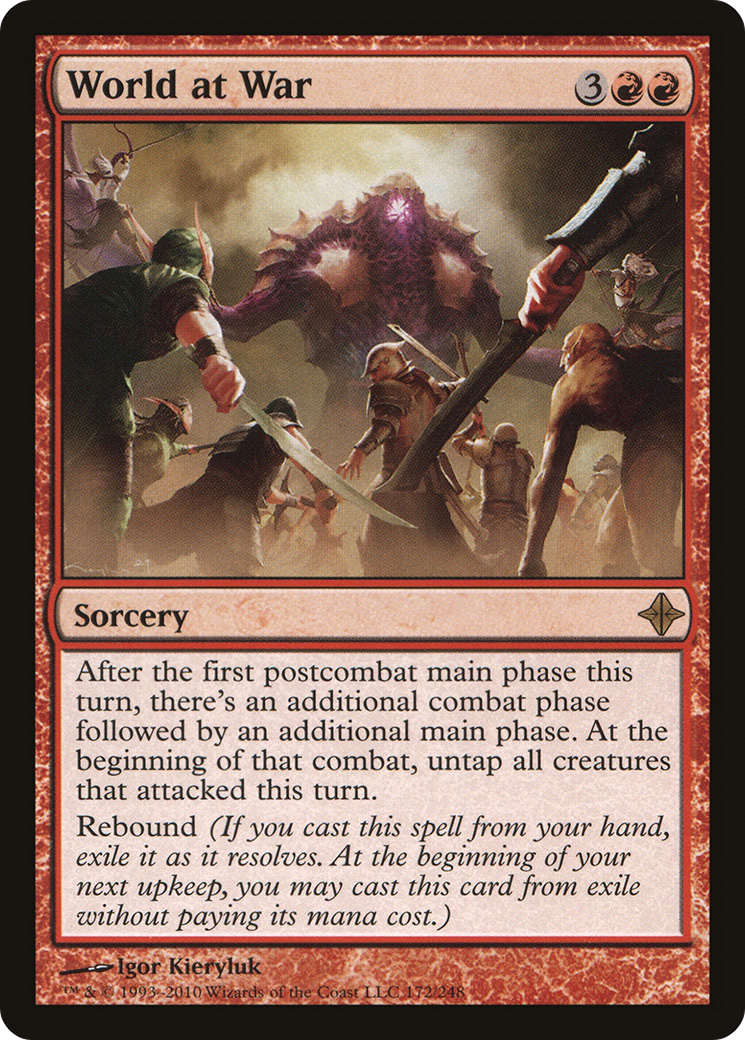 World at War 3
Sorcery
After the first postcombat main phase this
turn, there's an additional combat phase
followed by an additional main phase. At the
beginning of that combat, untap all creatures
that attacked this turn.
Rebound (If you cast this spell from your hand,
exile it as it resolves. At the beginning of your
next upkeep, you may cast this card from exile
without paying its mana cost.)
Igor Kieryluk
™ & © 1993–2010 Wizards of the Coast LLC 172/248